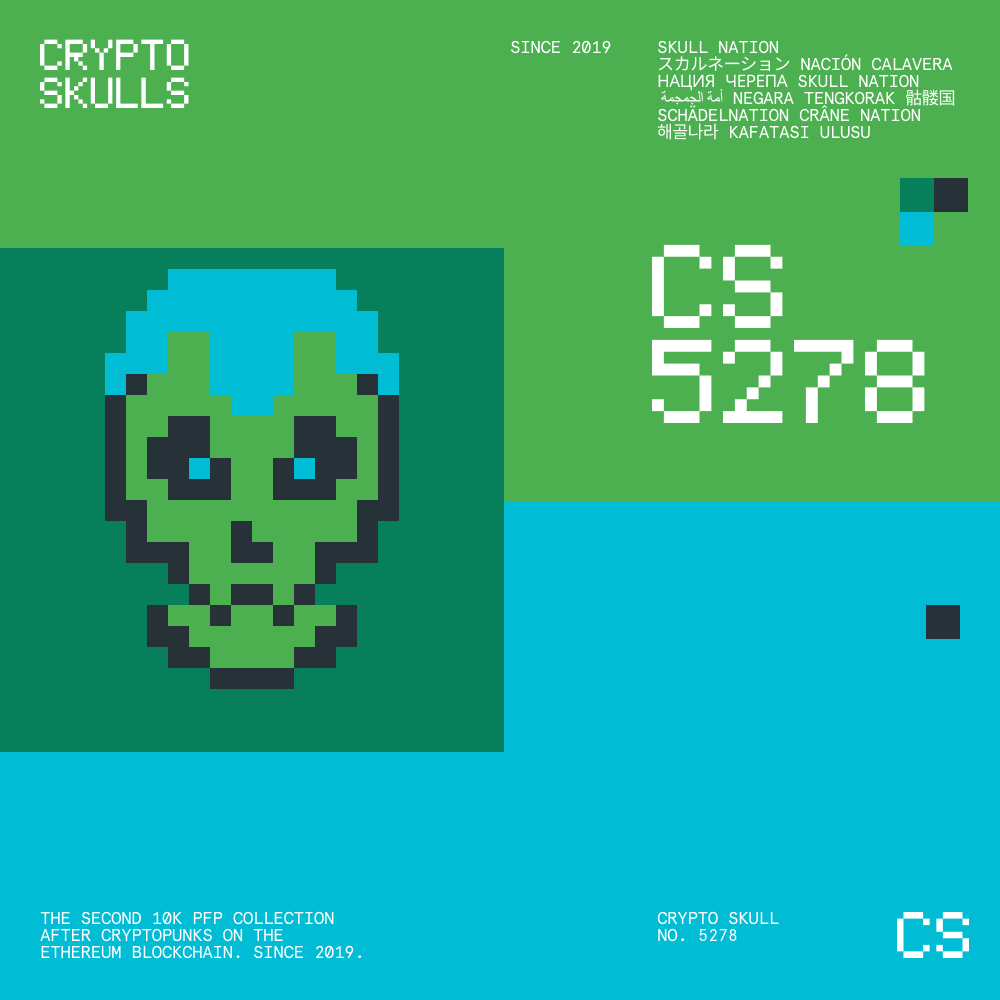 CRYPTO
SKULLS
SINCE 2019
SKULL NATION
スカルネーション NACIÓN CALAVERA
НАЦИЯ ЧЕРЕПА SKULL NATION
أمة الجمجمة NEGARA TENGKORAK 骷髅国
SCHÄDELNATION CRÂNE NATION
해골나라 KAFATASI ULUSU
CS
5278
THE SECOND 10K PFP COLLECTION
AFTER CRYPTOPUNKS ON THE
ETHEREUM BLOCKCHAIN. SINCE 2019.
CRYPTO SKULL
NO. 5278
CS